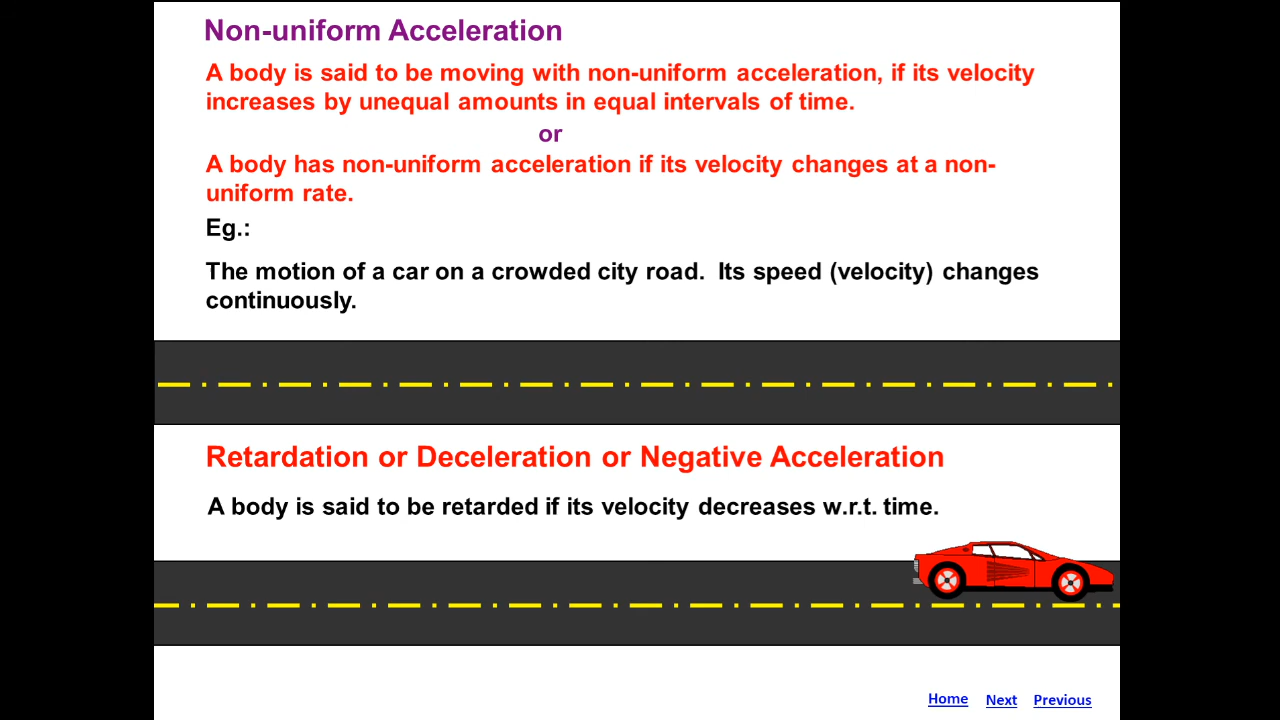 Non-uniform Acceleration
A body is said to be moving with non-uniform acceleration, if its velocity
increases by unequal amounts in equal intervals of time.
or
A body has non-uniform acceleration if its velocity changes at a non-
uniform rate.
Eg.:
The motion of a car on a crowded city road.  Its speed (velocity) changes
continuously.
Retardation or Deceleration or Negative Acceleration
A body is said to be retarded if its velocity decreases w.r.t. time.
Home Next Previous